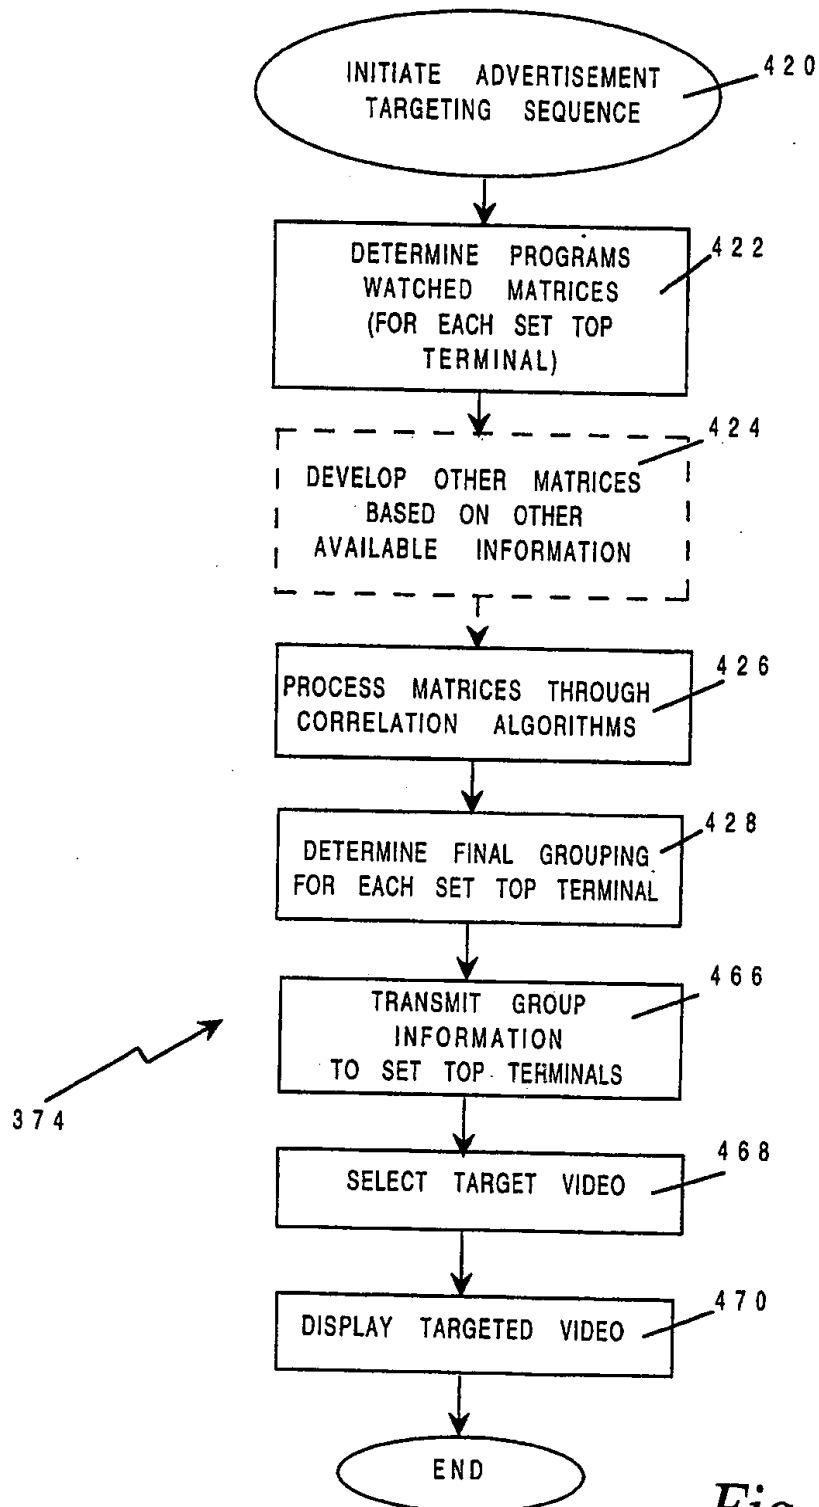 INITIATE ADVERTISEMENT
TARGETING SEQUENCE
420
DETERMINE PROGRAMS
WATCHED MATRICES
(FOR EACH SET TOP
TERMINAL)
422
424
DEVELOP OTHER MATRICES
BASED ON OTHER
AVAILABLE INFORMATION
426
PROCESS MATRICES THROUGH
CORRELATION ALGORITHMS
428
DETERMINE FINAL GROUPING
FOR EACH SET TOP TERMINAL
466
TRANSMIT GROUP
INFORMATION
TO SET TOP TERMINALS
374
468
SELECT TARGET VIDEO
470
DISPLAY TARGETED VIDEO
END
Fig